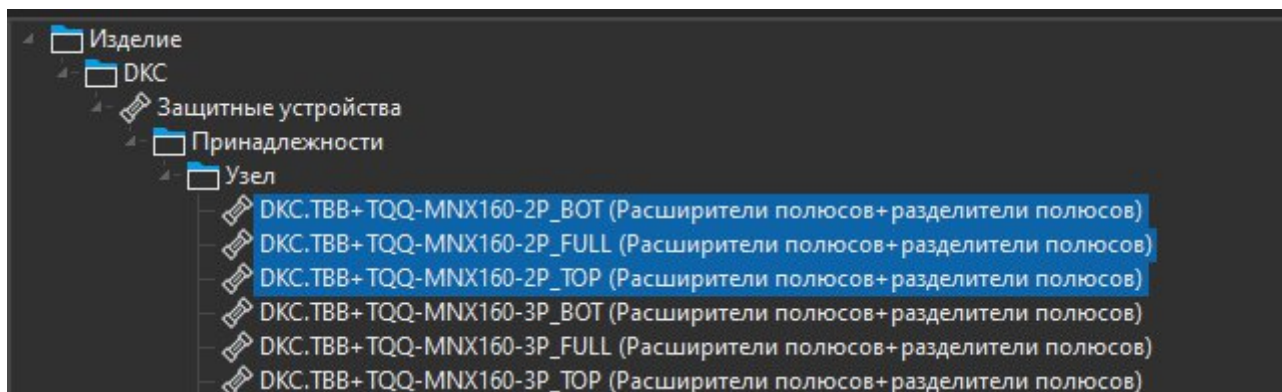 Изделие
DKC
Защитные устройства
Принадлежности
Узел
DKC.TBB+TQQ-MNX160-2P_BOT (Расширители полюсов+разделители полюсов)
DKC.TBB+TQQ-MNX160-2P_FULL (Расширители полюсов+разделители полюсов)
DKC.TBB+TQQ-MNX160-2P_TOP (Расширители полюсов+разделители полюсов)
DKC.TBB+TQQ-MNX160-3P_BOT (Расширители полюсов+разделители полюсов)
DKC.TBB+TQQ-MNX160-3P_FULL (Расширители полюсов+разделители полюсов)
DKC.TBB+TQQ-MNX160-3P_TOP (Расширители полюсов+разделители полюсов)